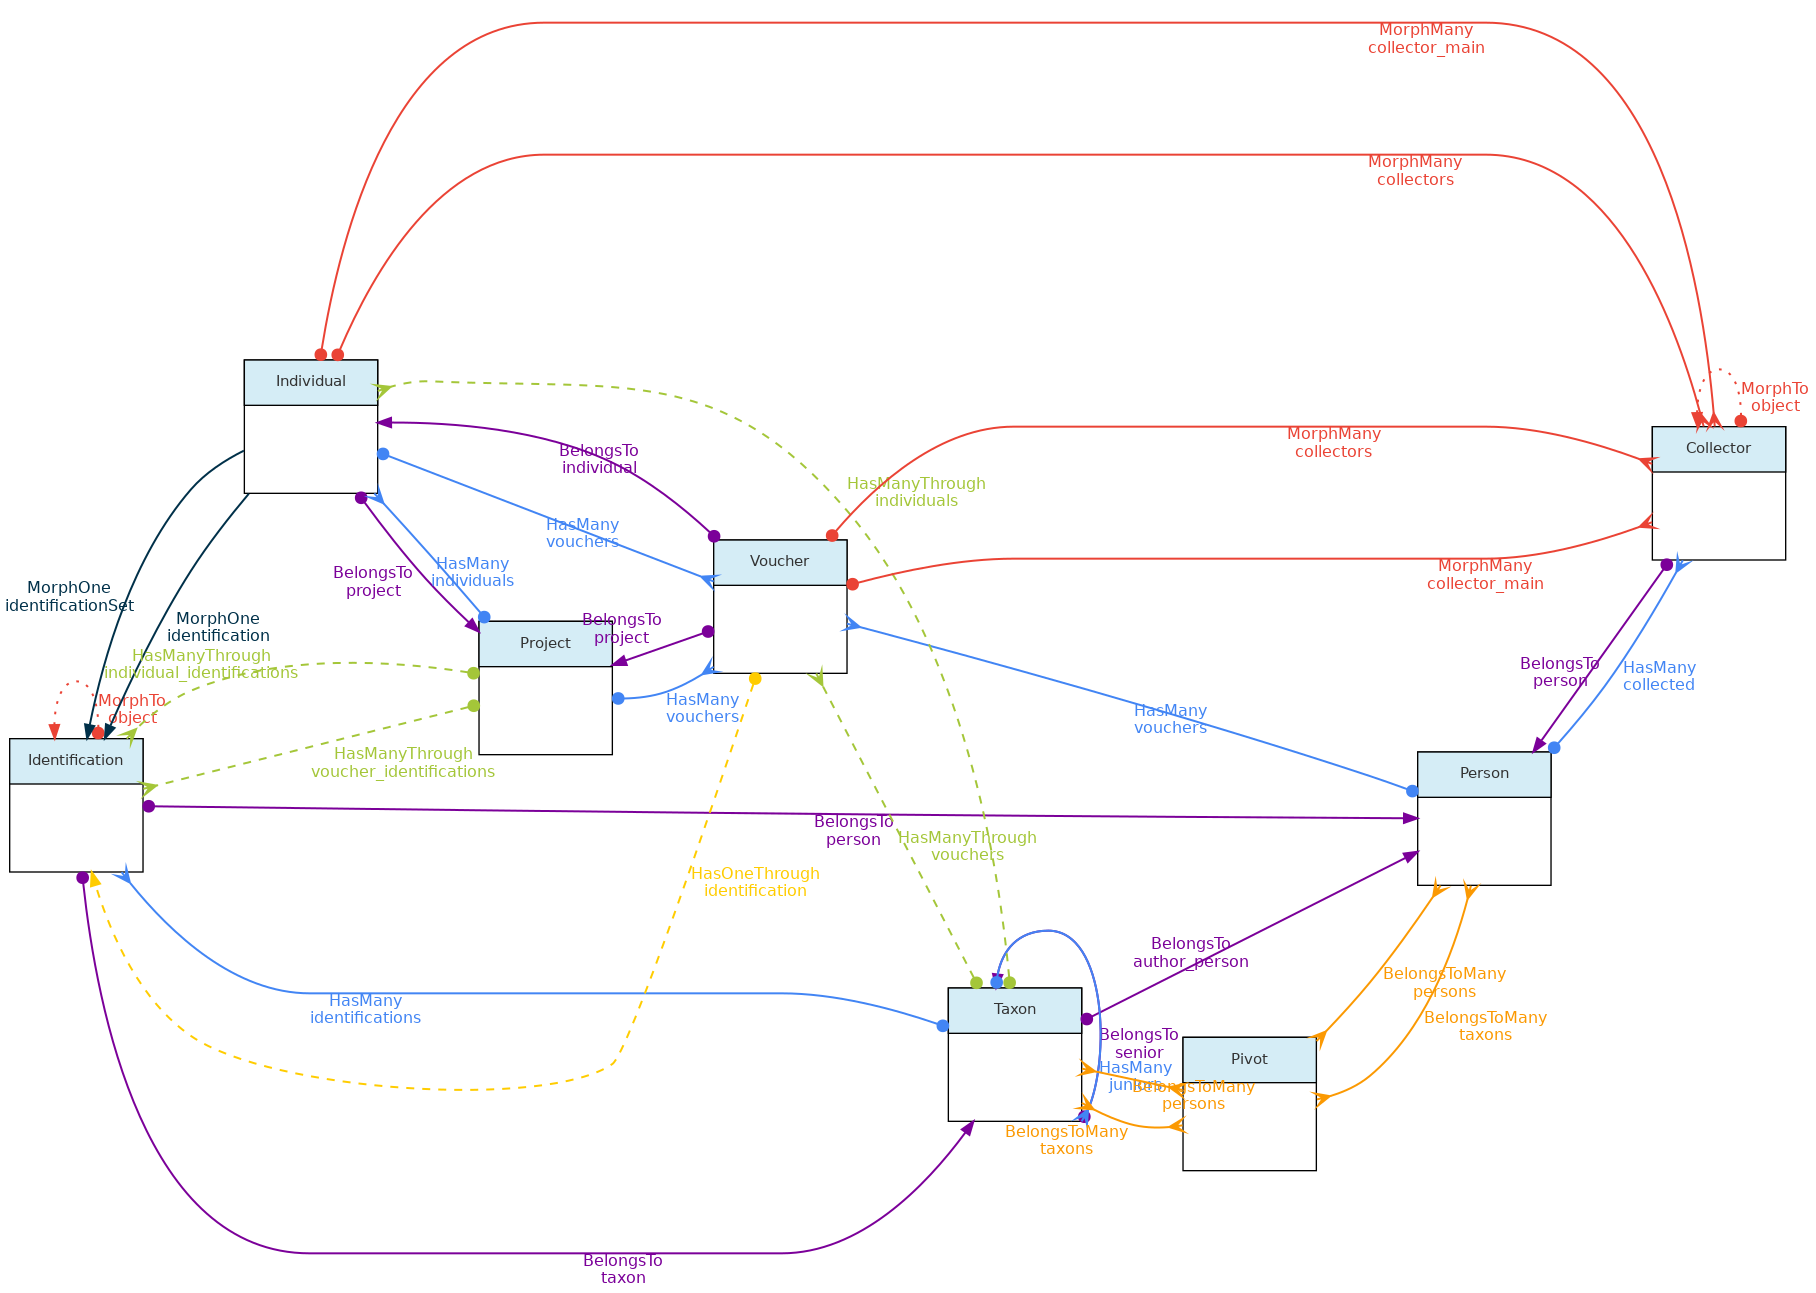 MorphMany
collector_main
MorphMany
collectors
Individual
MorphTo
object
MorphMany
collectors
Collector
BelongsTo
individual
HasManyThrough
individuals
HasMany
vouchers
Voucher
MorphMany
collector_main
HasMany
individuals
BelongsTo
project
MorphOne
identificationSet
MorphOne
identification
BelongsTo
project
Project
HasManyThrough
individual_identifications
BelongsTo
person
HasMany
collected
MorphTo
object
HasMany
vouchers
HasMany
vouchers
Identification
HasManyThrough
voucher_identifications
Person
BelongsTo
person
HasManyThrough
vouchers
HasOneThrough
identification
BelongsTo
author_person
BelongsToMany
persons
HasMany
identifications
Taxon
BelongsToMany
taxons
BelongsTo
senior
Pivot
HasMany
juniors
BelongsToMany
persons
BelongsToMany
taxons
BelongsTo
taxon